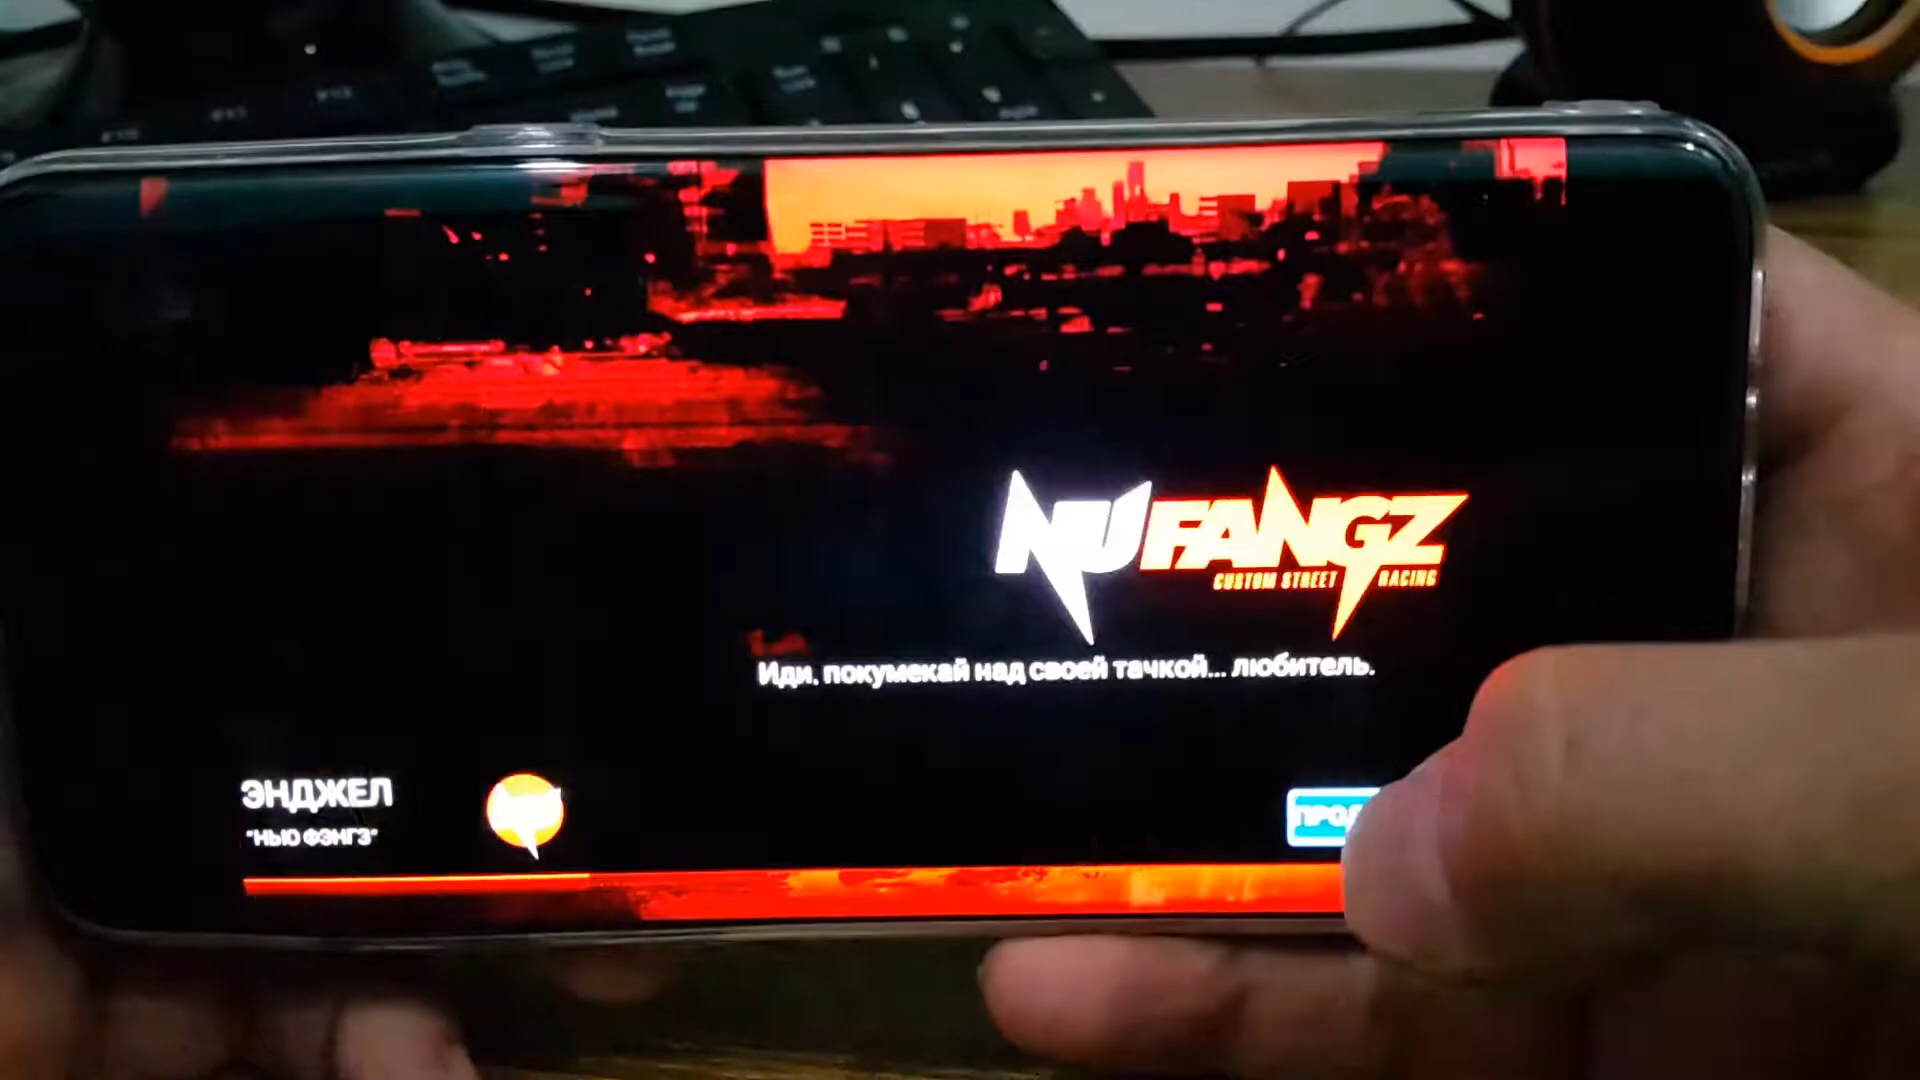 NU FANGZ
CUSTOM STREET RACING
Иди, покумекай над своей тачкой... любитель.
ЭНДЖЕЛ
"НЬЮ ФЭНГЗ"